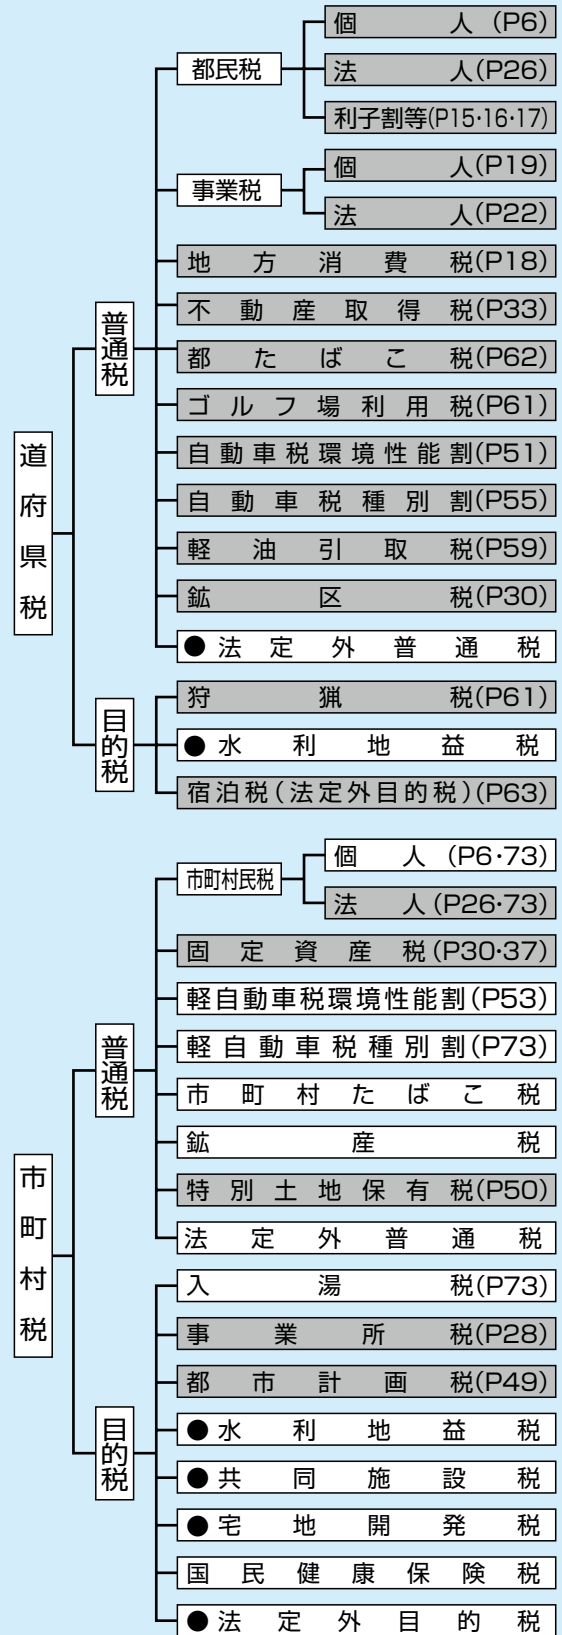 道府県税
普通税
都民税
個人(P6)
法人(P26)
利子割等(P15・16・17)
事業税
個人(P19)
法人(P22)
地方消費税(P18)
不動産取得税(P33)
都たばこ税(P62)
ゴルフ場利用税(P61)
自動車税環境性能割(P51)
自動車税種別割(P55)
軽油引取税(P59)
鉱区税(P30)
●法定外普通税
目的税
狩猟税(P61)
●水利地益税
宿泊税(法定外目的税)(P63)
市町村税
普通税
市町村民税
個人(P6・73)
法人(P26・73)
固定資産税(P30・37)
軽自動車税環境性能割(P53)
軽自動車税種別割(P73)
市町村たばこ税
鉱産税
特別土地保有税(P50)
法定外普通税
目的税
入湯税(P73)
事業所税(P28)
都市計画税(P49)
●水利地益税
●共同施設税
●宅地開発税
国民健康保険税
●法定外目的税